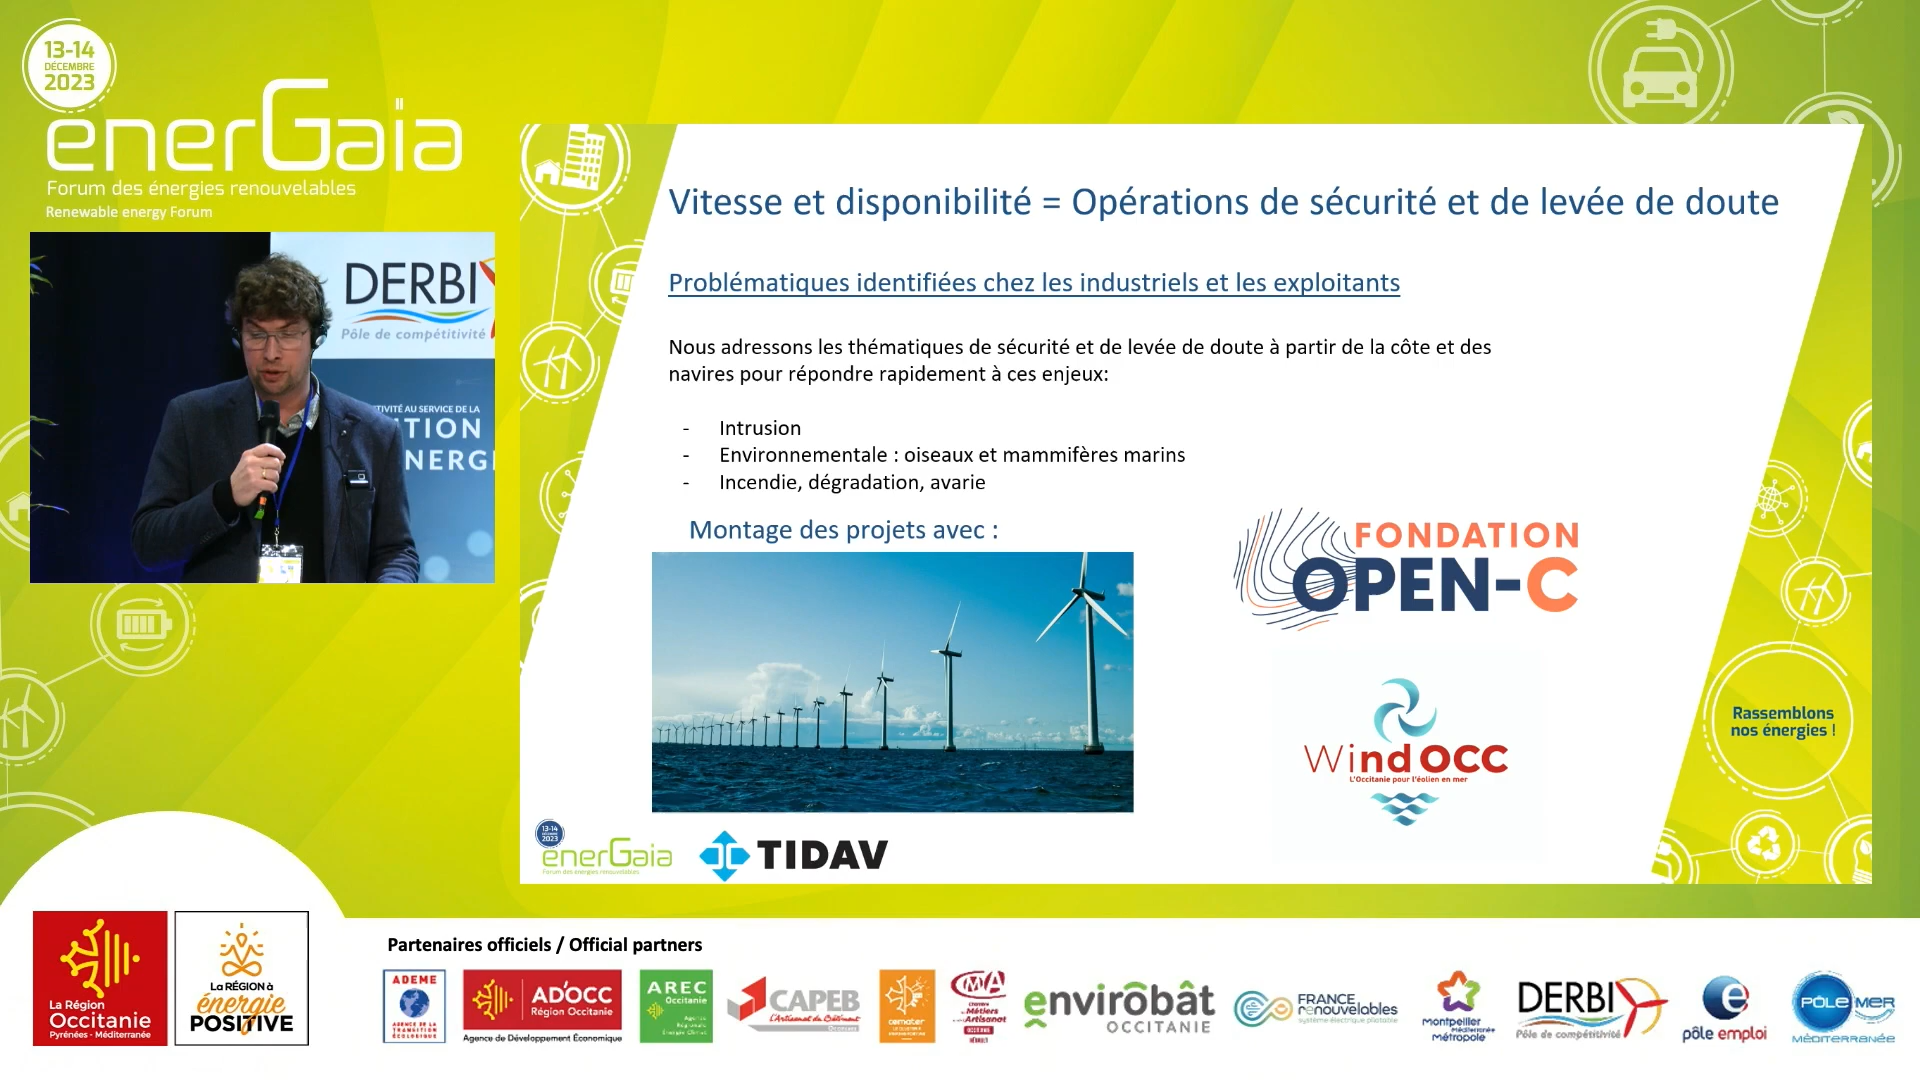 13-14
DÉCEMBRE
2023
enerGaïa
Forum des énergies renouvelables
Renewable energy Forum
DERBI
Pôle de compétitivité
TIVITÉ AU SERVICE DE LA
ITION
NERGI
Vitesse et disponibilité = Opérations de sécurité et de levée de doute
Problématiques identifiées chez les industriels et les exploitants
Nous adressons les thématiques de sécurité et de levée de doute à partir de la côte et des
navires pour répondre rapidement à ces enjeux:
- Intrusion
- Environnementale : oiseaux et mammifères marins
- Incendie, dégradation, avarie
Montage des projets avec :
FONDATION
OPEN-C
WindOCC
L'Occitanie pour l'éolien en mer
Rassemblons
nos énergies !
13-14
DÉCEMBRE
2023
enerGaïa
Forum des énergies renouvelables
TIDAV
La Région
Occitanie
Pyrénées - Méditerranée
La RÉGION à
énergie
POSITIVE
Partenaires officiels / Official partners
ADEME
AGENCE DE LA
TRANSITION
ÉCOLOGIQUE
AD'OCC
Région Occitanie
Agence de Développement Économique
AREC
Occitanie
Agence
Régionale
Énergie Climat
CAPEB
L'Artisanat du Bâtiment
cemater
CMA
Métiers
Artisanat
OCCITANIE
HÉRAULT
envirobat
OCCITANIE
FRANCE
renouvelables
système électrique pilotable
montpellier
Méditerranée
métropole
DERBI
Pôle de compétitivité
pôle emploi
PÔLE MER
MÉDITERRANÉE